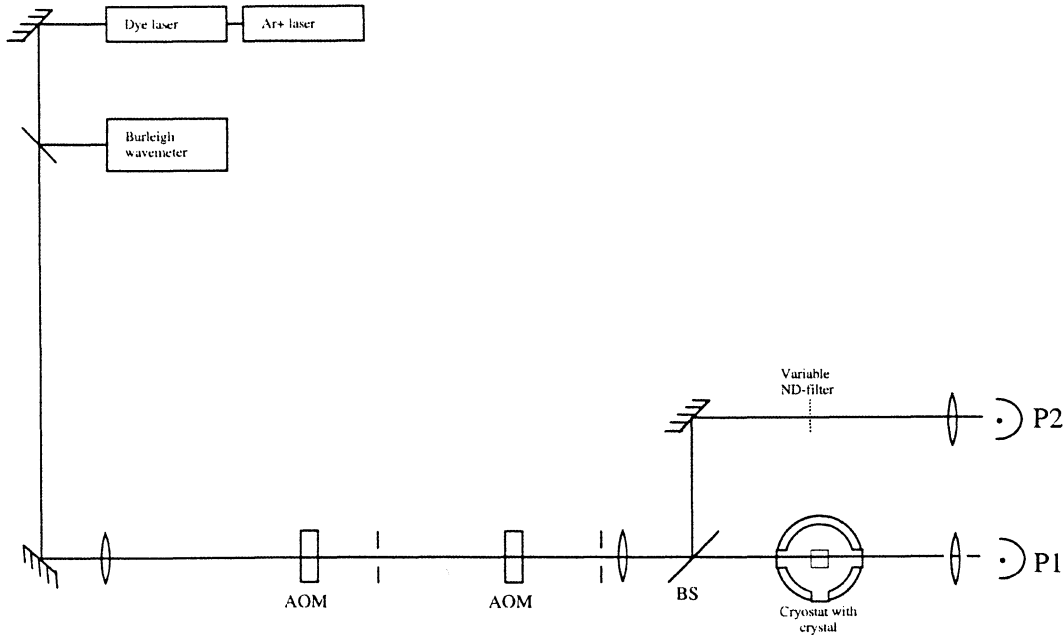 Dye laser
Ar+ laser
Burleigh
wavemeter
Variable
ND-filter
P2
P1
AOM
AOM
BS
Cryostat with
crystal